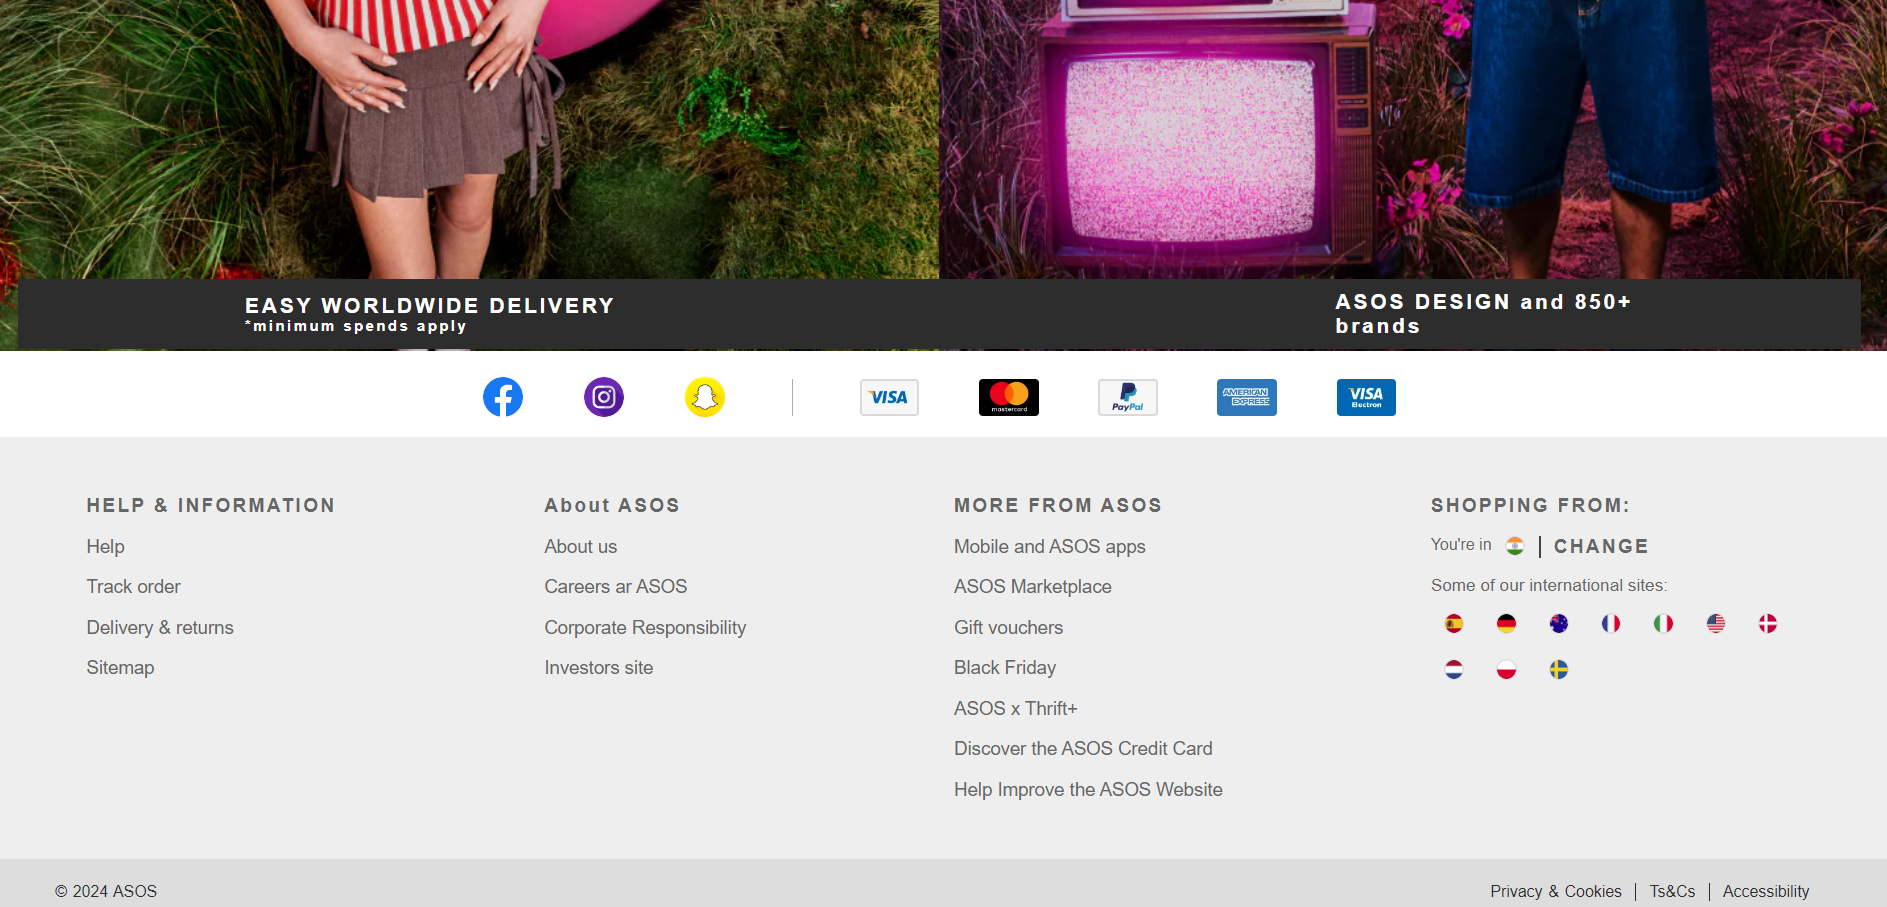 EASY WORLDWIDE DELIVERY
*minimum spends apply
ASOS DESIGN and 850+
brands
VISA
mastercard
PayPal
AMERICAN
EXPRESS
VISA
Electron
HELP & INFORMATION
Help
Track order
Delivery & returns
Sitemap
About ASOS
About us
Careers ar ASOS
Corporate Responsibility
Investors site
MORE FROM ASOS
Mobile and ASOS apps
ASOS Marketplace
Gift vouchers
Black Friday
ASOS x Thrift+
Discover the ASOS Credit Card
Help Improve the ASOS Website
SHOPPING FROM:
You're in | CHANGE
Some of our international sites:
© 2024 ASOS
Privacy & Cookies | Ts&Cs | Accessibility